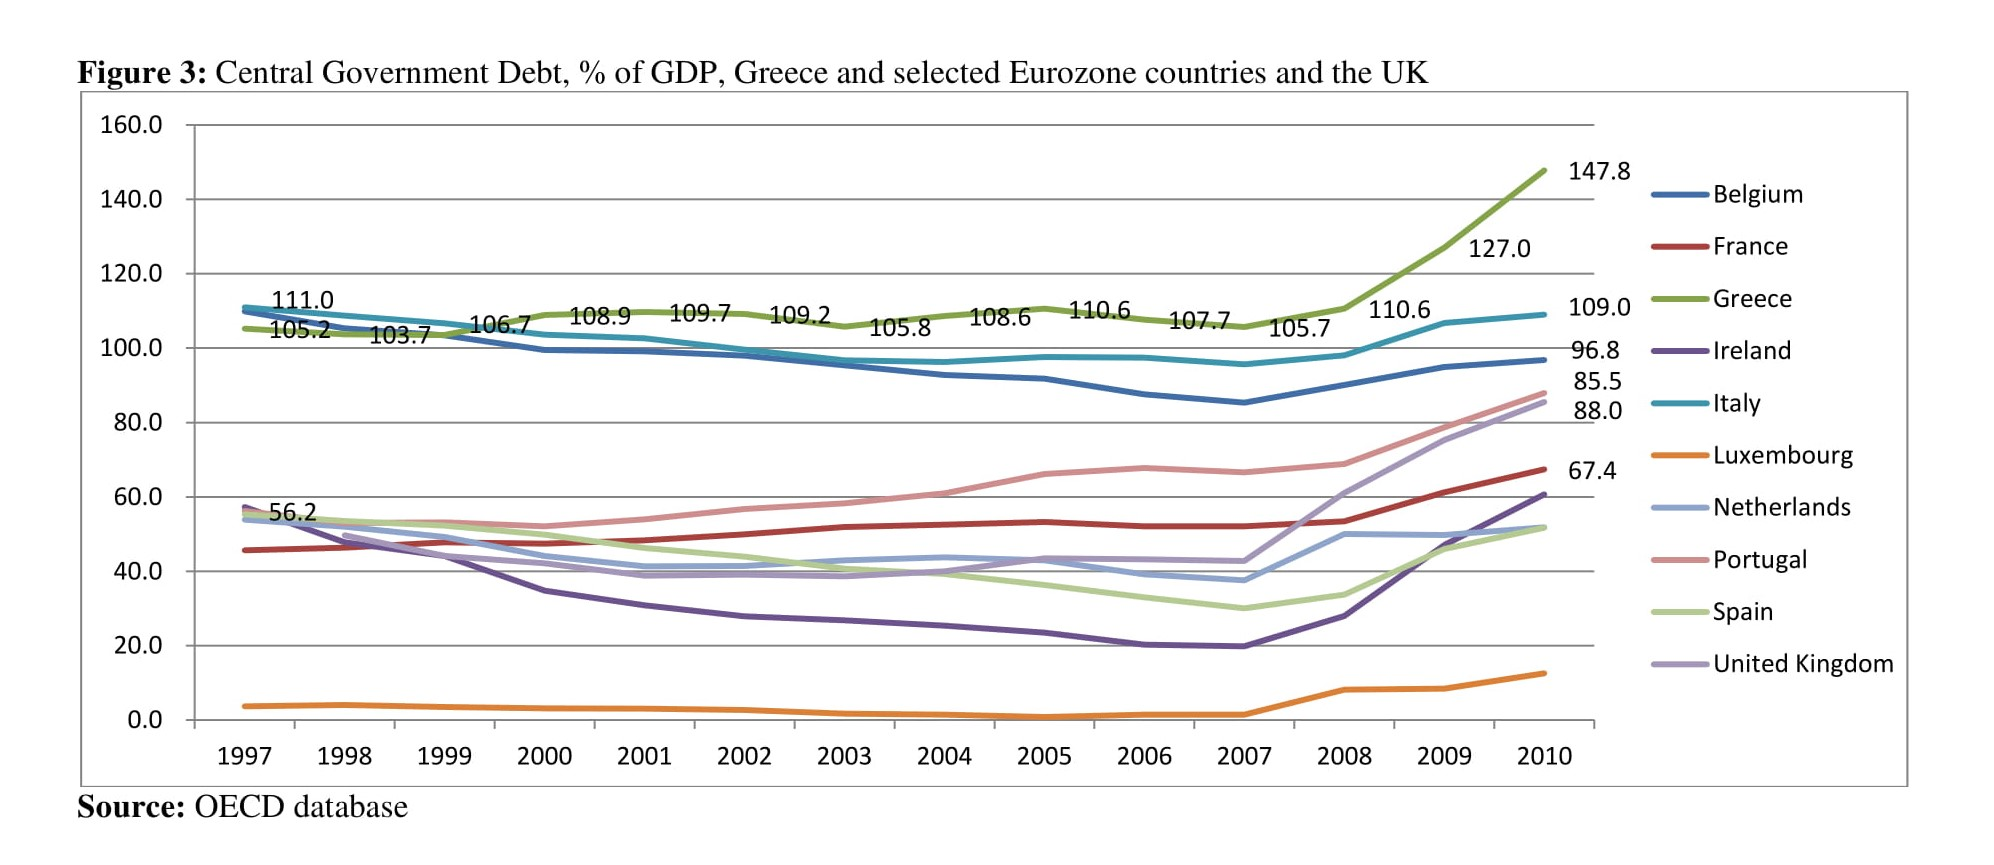 Figure 3: Central Government Debt, % of GDP, Greece and selected Eurozone countries and the UK
160.0
140.0
120.0
100.0
80.0
60.0
40.0
20.0
0.0
111.0
105.2
103.7
106.7
108.9
109.7
109.2
105.8
108.6
110.6
107.7
105.7
110.6
127.0
147.8
109.0
96.8
85.5
88.0
67.4
56.2
1997 1998 1999 2000 2001 2002 2003 2004 2005 2006 2007 2008 2009 2010
Belgium
France
Greece
Ireland
Italy
Luxembourg
Netherlands
Portugal
Spain
United Kingdom
Source: OECD database